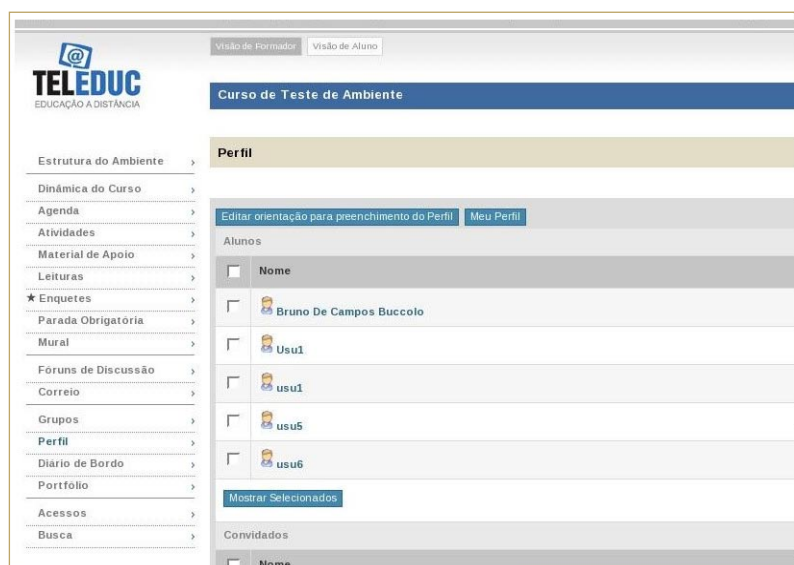 Visão de Formador Visão de Aluno
@
TELEDUC
EDUCAÇÃO A DISTÂNCIA
Curso de Teste de Ambiente
Perfil
Estrutura do Ambiente
Dinâmica do Curso
Agenda
Atividades
Material de Apoio
Leituras
Enquetes
Parada Obrigatória
Mural
Fóruns de Discussão
Correio
Grupos
Perfil
Diário de Bordo
Portfólio
Acessos
Busca
Editar orientação para preenchimento do Perfil Meu Perfil
Alunos
Nome
Bruno De Campos Buccolo
Usu1
usu1
usu5
usu6
Mostrar Selecionados
Convidados
Nome